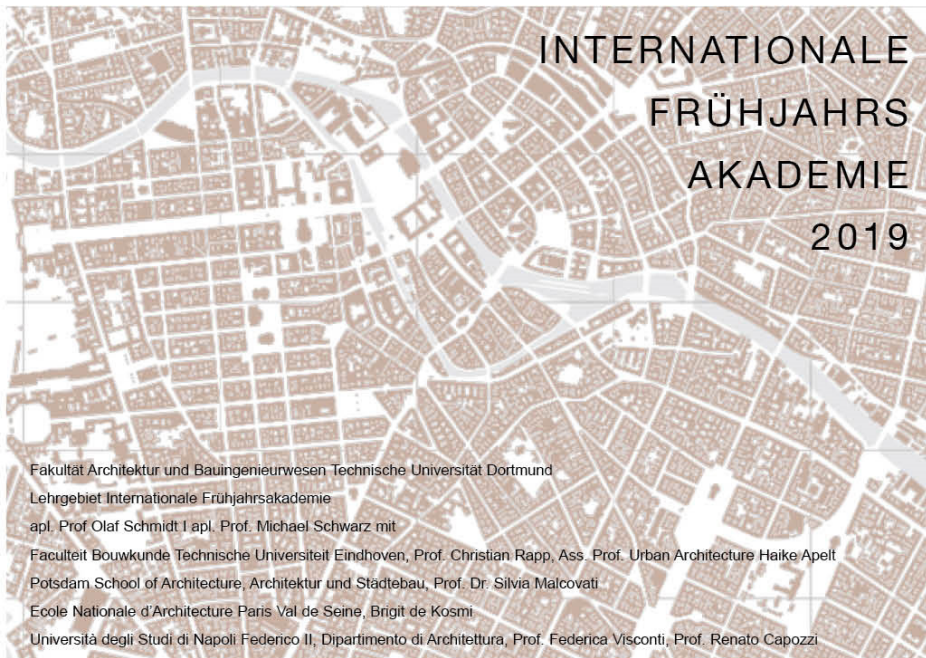 INTERNATIONALE
FRÜHJAHRS
AKADEMIE
2019
Fakultät Architektur und Bauingenieurwesen Technische Universität Dortmund
Lehrgebiet Internationale Frühjahrsakademie
apl. Prof Olaf Schmidt I apl. Prof. Michael Schwarz mit
Faculteit Bouwkunde Technische Universiteit Eindhoven, Prof. Christian Rapp, Ass. Prof. Urban Architecture Haike Apelt
Potsdam School of Architecture, Architektur und Städtebau, Prof. Dr. Silvia Malcovati
Ecole Nationale d'Architecture Paris Val de Seine, Brigit de Kosmi
Università degli Studi di Napoli Federico II, Dipartimento di Architettura, Prof. Federica Visconti, Prof. Renato Capozzi